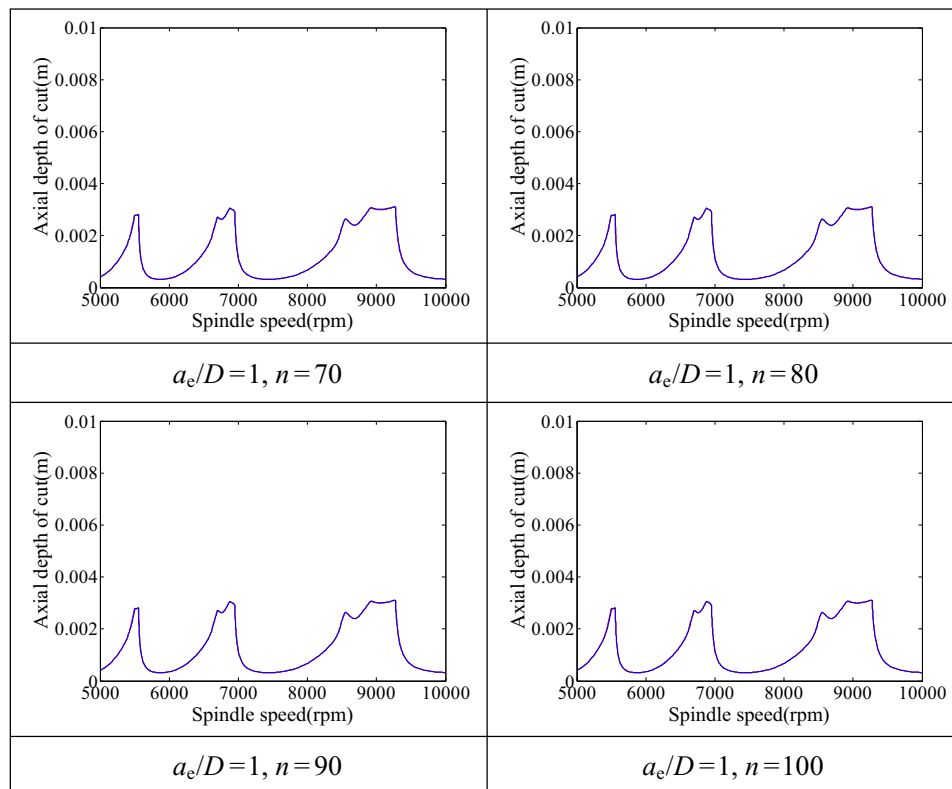 0.01
0.008
0.006
0.004
0.002
0
Axial depth of cut(m)
5000 6000 7000 8000 9000 10000
Spindle speed(rpm)
0.01
0.008
0.006
0.004
0.002
0
Axial depth of cut(m)
5000 6000 7000 8000 9000 10000
Spindle speed(rpm)
ae/D=1, n=70
ae/D=1, n=80
0.01
0.008
0.006
0.004
0.002
0
Axial depth of cut(m)
5000 6000 7000 8000 9000 10000
Spindle speed(rpm)
0.01
0.008
0.006
0.004
0.002
0
Axial depth of cut(m)
5000 6000 7000 8000 9000 10000
Spindle speed(rpm)
ae/D=1, n=90
ae/D=1, n=100